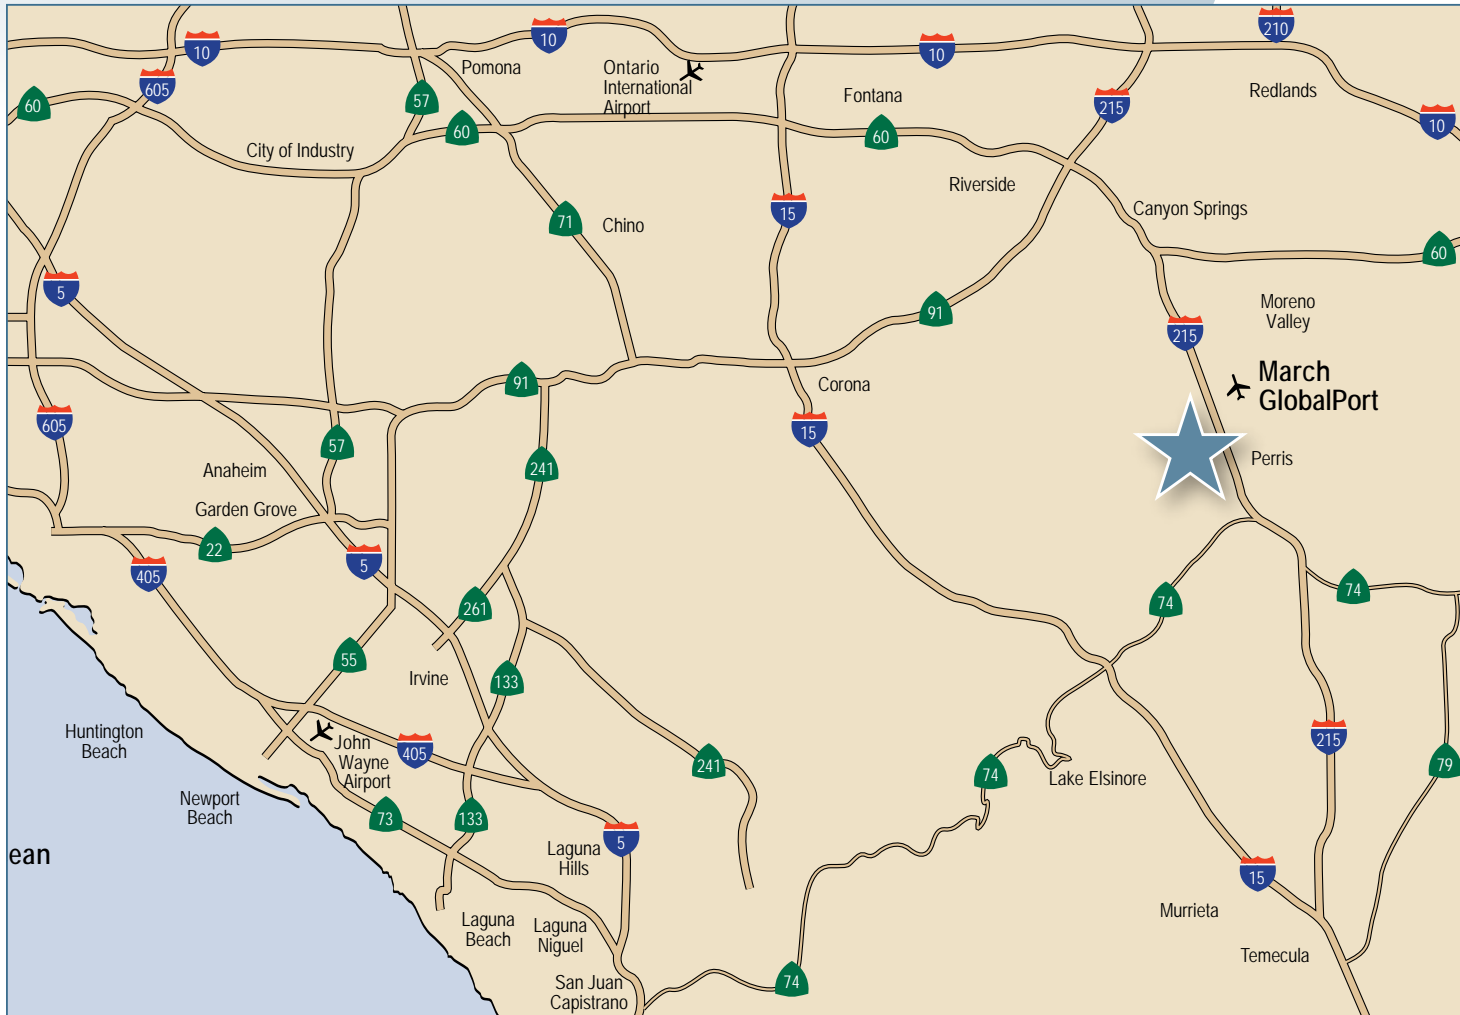 10
10
10
210
605
Pomona
Ontario
International
Airport
Fontana
Redlands
60
57
60
60
215
10
City of Industry
Riverside
Canyon Springs
71
Chino
15
60
5
91
Moreno
Valley
215
91
Corona
March
GlobalPort
605
57
15
Anaheim
241
Perris
Garden Grove
22
5
405
261
74
74
55
Irvine
133
Huntington
Beach
John
Wayne
Airport
405
241
74
Lake Elsinore
215
79
Newport
Beach
73
133
5
ean
Laguna
Hills
15
Laguna
Beach
Laguna
Niguel
Murrieta
Temecula
San Juan
Capistrano
74